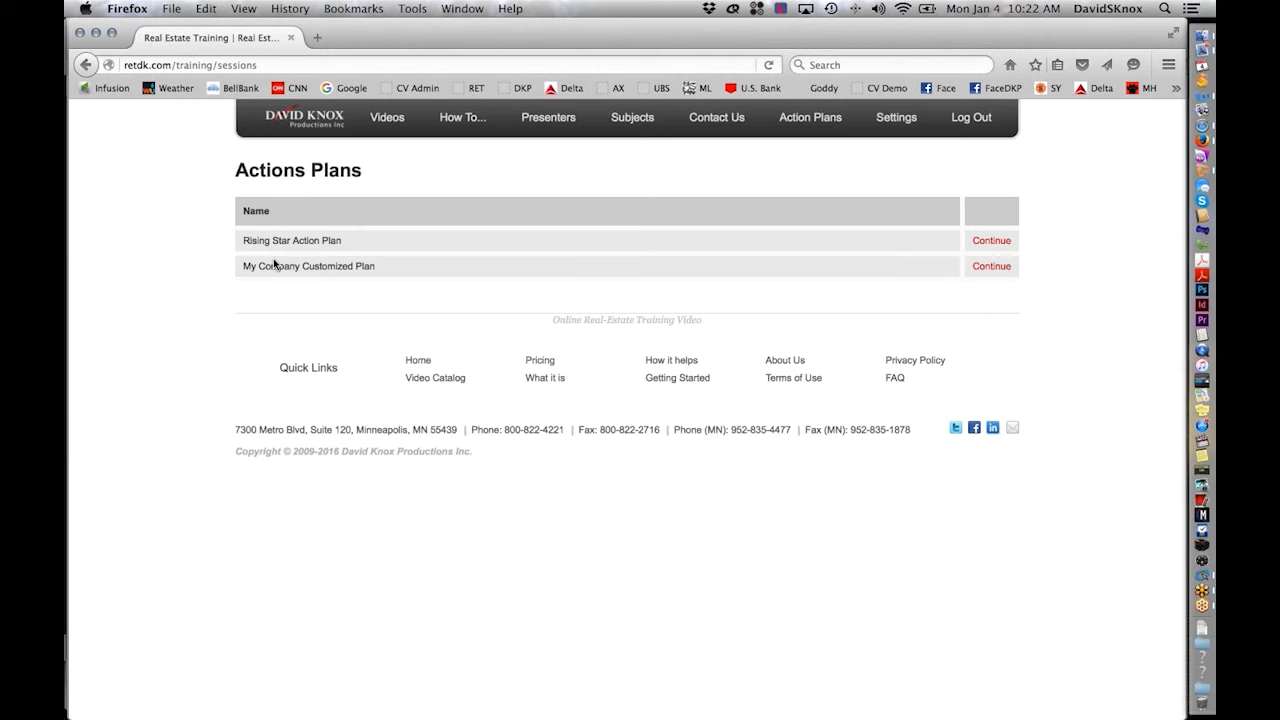 Firefox File Edit View History Bookmarks Tools Window Help Mon Jan 4 10:22 AM DavidSKnox
Real Estate Training | Real Est...
retdk.com/training/sessions Search
Infusion Weather BellBank CNN Google CV Admin RET DKP Delta AX UBS ML U.S. Bank Goddy CV Demo Face FaceDKP SY Delta MH
DAVID KNOX
Productions Inc
Videos How To... Presenters Subjects Contact Us Action Plans Settings Log Out
Actions Plans
Name
Rising Star Action Plan Continue
My Company Customized Plan Continue
Online Real-Estate Training Video
Quick Links
Home Pricing How it helps About Us Privacy Policy
Video Catalog What it is Getting Started Terms of Use FAQ
7300 Metro Blvd, Suite 120, Minneapolis, MN 55439 | Phone: 800-822-4221 | Fax: 800-822-2716 | Phone (MN): 952-835-4477 | Fax (MN): 952-835-1878
Copyright © 2009-2016 David Knox Productions Inc.